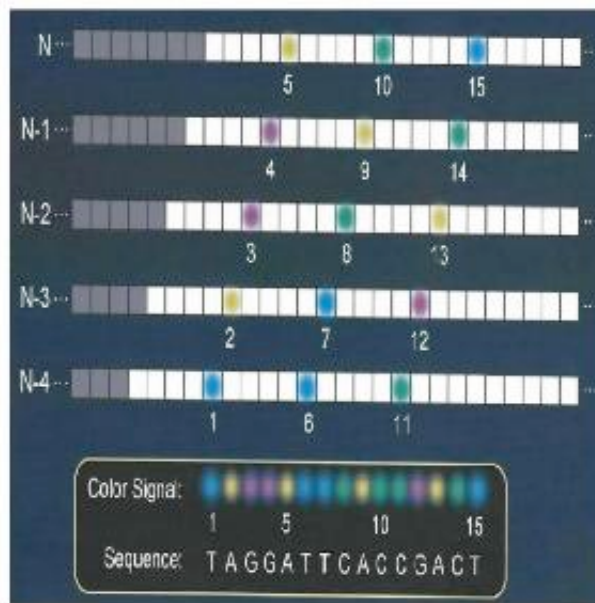 N ...
5 10 15
N-1 ...
4 9 14
N-2 ...
3 8 13
N-3 ...
2 7 12
N-4 ...
1 6 11
Color Signal:
1 5 10 15
Sequence: T A G G A T T C A C C G A C T